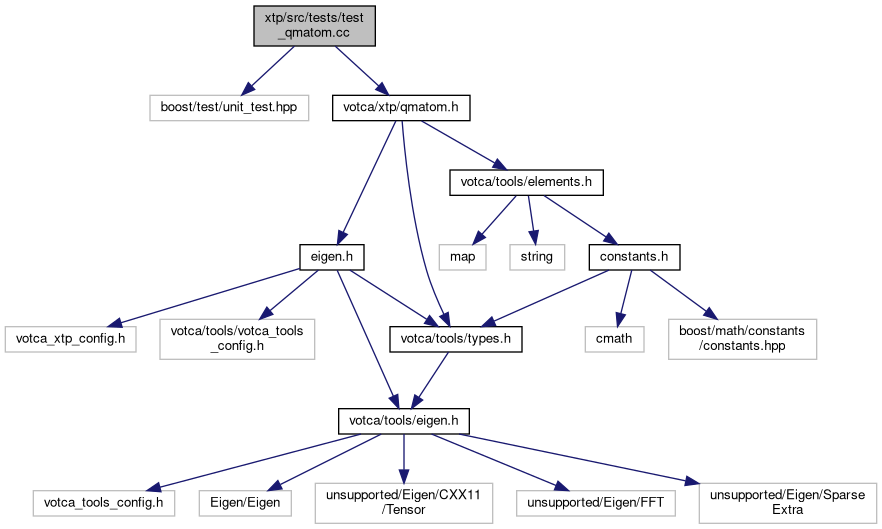 xtp/src/tests/test
_qmatom.cc
boost/test/unit_test.hpp
votca/xtp/qmatom.h
votca/tools/elements.h
eigen.h
map
string
constants.h
votca_xtp_config.h
votca/tools/votca_tools
_config.h
votca/tools/types.h
cmath
boost/math/constants
/constants.hpp
votca/tools/eigen.h
votca_tools_config.h
Eigen/Eigen
unsupported/Eigen/CXX11
/Tensor
unsupported/Eigen/FFT
unsupported/Eigen/Sparse
Extra